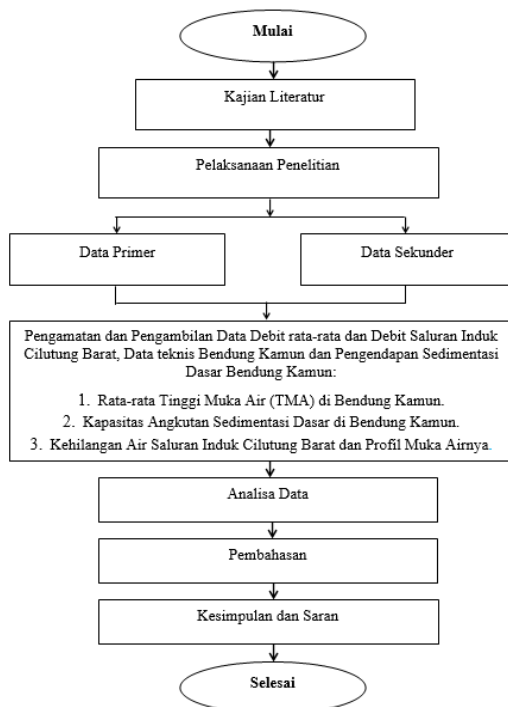 Mulai
Kajian Literatur
Pelaksanaan Penelitian
Data Primer
Data Sekunder
Pengamatan dan Pengambilan Data Debit rata-rata dan Debit Saluran Induk
Cilutung Barat, Data teknis Bendung Kamun dan Pengendapan Sedimentasi
Dasar Bendung Kamun:
1. Rata-rata Tinggi Muka Air (TMA) di Bendung Kamun.
2. Kapasitas Angkutan Sedimentasi Dasar di Bendung Kamun.
3. Kehilangan Air Saluran Induk Cilutung Barat dan Profil Muka Airnya.
Analisa Data
Pembahasan
Kesimpulan dan Saran
Selesai